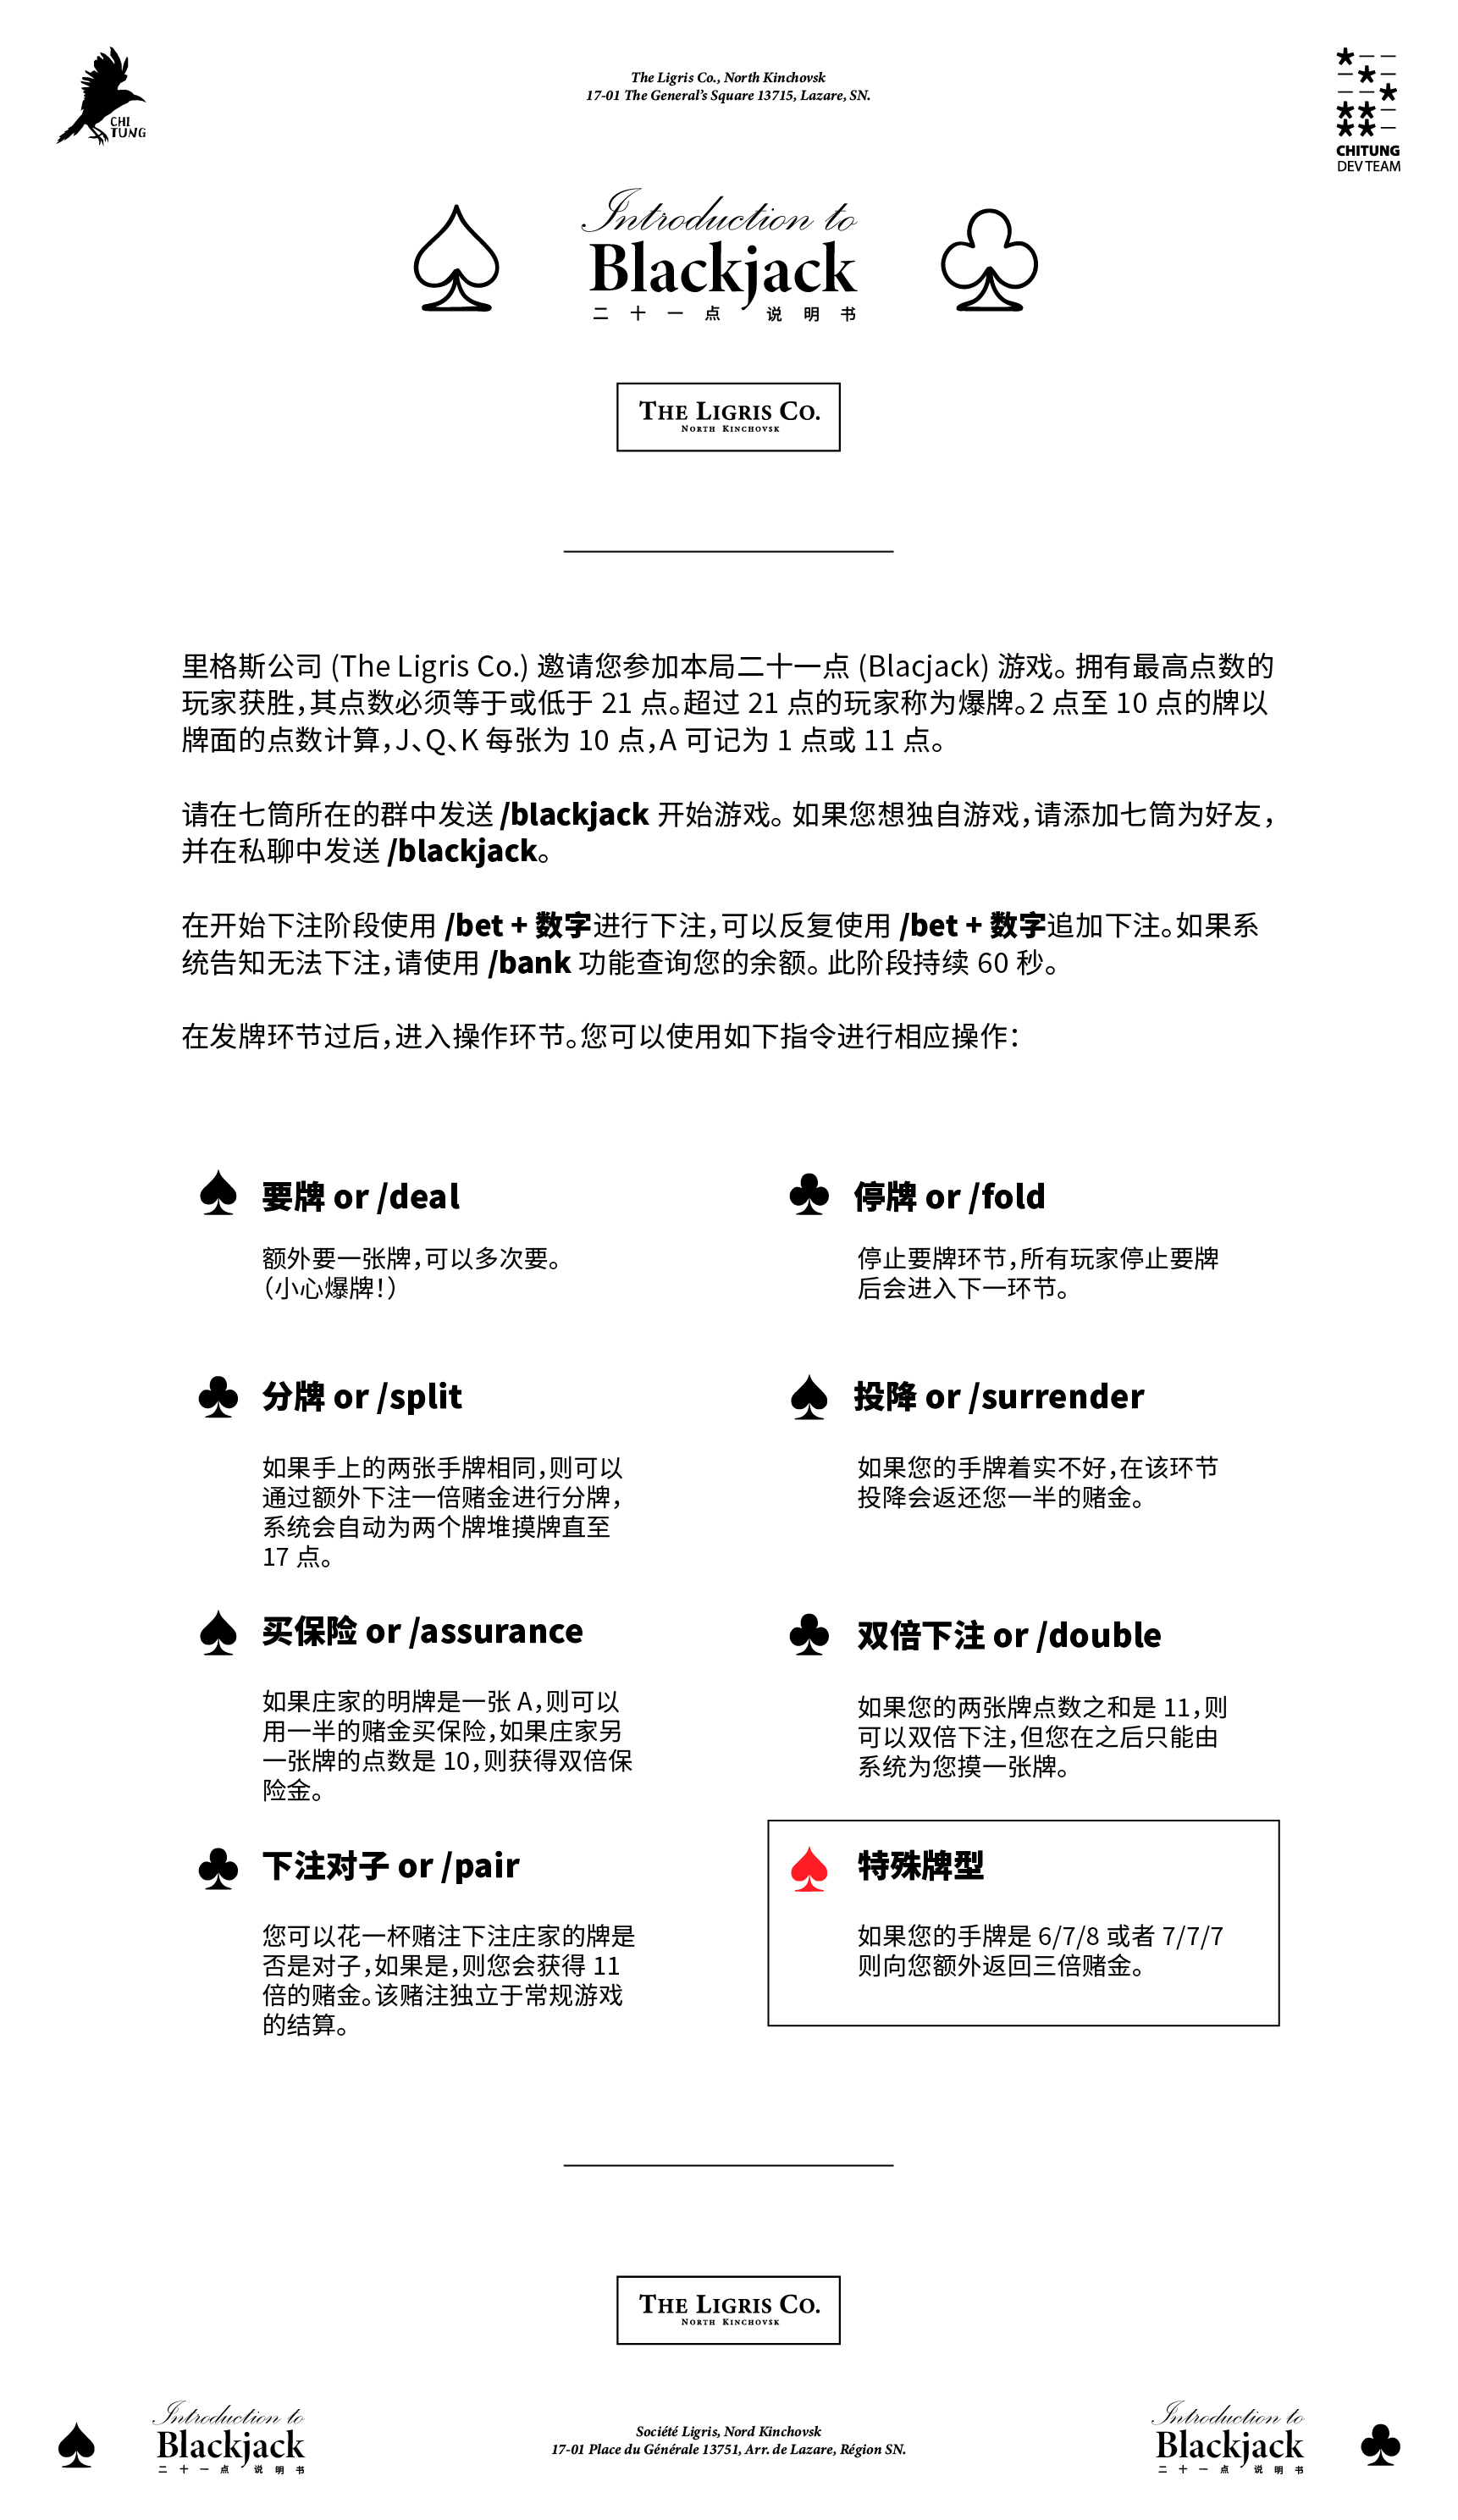 CHI
TUNG
The Ligris Co., North Kinchovsk
17-01 The General's Square 13715, Lazare, SN.
CHITUNG
DEV TEAM
Introduction to
Blackjack
二十一点 说明书
THE LIGRIS CO.
NORTH KINCHOVSK
里格斯公司 (The Ligris Co.) 邀请您参加本局二十一点 (Blacjack) 游戏。拥有最高点数的
玩家获胜，其点数必须等于或低于 21 点。超过 21 点的玩家称为爆牌。2 点至 10 点的牌以
牌面的点数计算，J、Q、K 每张为 10 点，A 可记为 1 点或 11 点。
请在七筒所在的群中发送 /blackjack 开始游戏。如果您想独自游戏，请添加七筒为好友，
并在私聊中发送 /blackjack。
在开始下注阶段使用 /bet + 数字进行下注，可以反复使用 /bet + 数字追加下注。如果系
统告知无法下注，请使用 /bank 功能查询您的余额。此阶段持续 60 秒。
在发牌环节过后，进入操作环节。您可以使用如下指令进行相应操作：
要牌 or /deal
额外要一张牌，可以多次要。
（小心爆牌！）
停牌 or /fold
停止要牌环节，所有玩家停止要牌
后会进入下一环节。
分牌 or /split
如果手上的两张手牌相同，则可以
通过额外下注一倍赌金进行分牌，
系统会自动为两个牌堆摸牌直至
17 点。
投降 or /surrender
如果您的手牌着实不好，在该环节
投降会返还您一半的赌金。
买保险 or /assurance
如果庄家的明牌是一张 A，则可以
用一半的赌金买保险，如果庄家另
一张牌的点数是 10，则获得双倍保
险金。
双倍下注 or /double
如果您的两张牌点数之和是 11，则
可以双倍下注，但您在之后只能由
系统为您摸一张牌。
下注对子 or /pair
您可以花一杯赌注下注庄家的牌是
否是对子，如果是，则您会获得 11
倍的赌金。该赌注独立于常规游戏
的结算。
特殊牌型
如果您的手牌是 6/7/8 或者 7/7/7
则向您额外返回三倍赌金。
THE LIGRIS CO.
NORTH KINCHOVSK
Introduction to
Blackjack
二十一点 说明书
Société Ligris, Nord Kinchovsk
17-01 Place du Générale 13751, Arr. de Lazare, Région SN.
Introduction to
Blackjack
二十一点 说明书